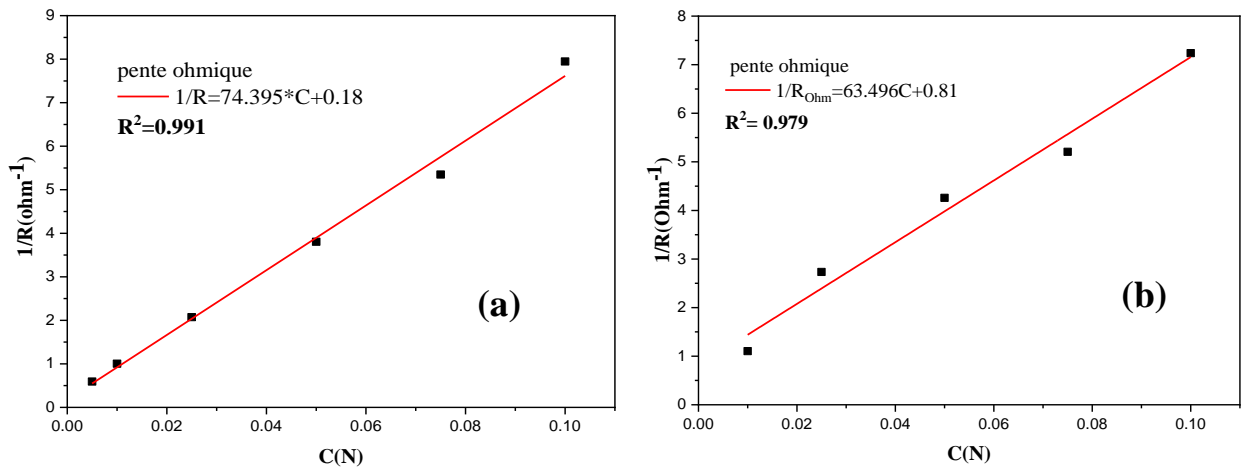 9
8
7
6
5
4
3
2
1
0
1/R(ohm⁻¹)
pente ohmique
1/R=74.395*C+0.18
R²=0.991
(a)
0.00 0.02 0.04 0.06 0.08 0.10
C(N)
8
7
6
5
4
3
2
1
0
1/R(Ohm⁻¹)
pente ohmique
1/R_Ohm=63.496C+0.81
R²= 0.979
(b)
0.00 0.02 0.04 0.06 0.08 0.10
C(N)